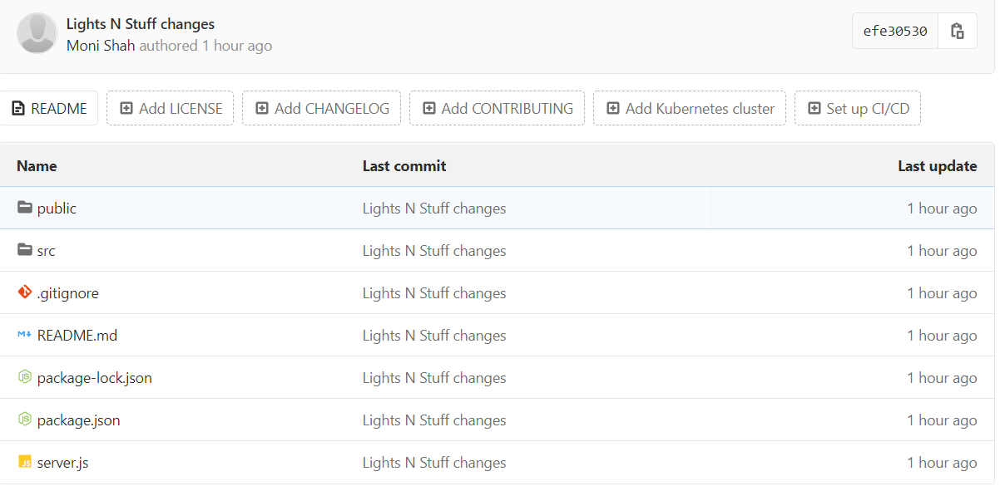 Lights N Stuff changes
Moni Shah authored 1 hour ago
efe30530
README Add LICENSE Add CHANGELOG Add CONTRIBUTING Add Kubernetes cluster Set up CI/CD
Name Last commit Last update
public Lights N Stuff changes 1 hour ago
src Lights N Stuff changes 1 hour ago
.gitignore Lights N Stuff changes 1 hour ago
README.md Lights N Stuff changes 1 hour ago
package-lock.json Lights N Stuff changes 1 hour ago
package.json Lights N Stuff changes 1 hour ago
server.js Lights N Stuff changes 1 hour ago